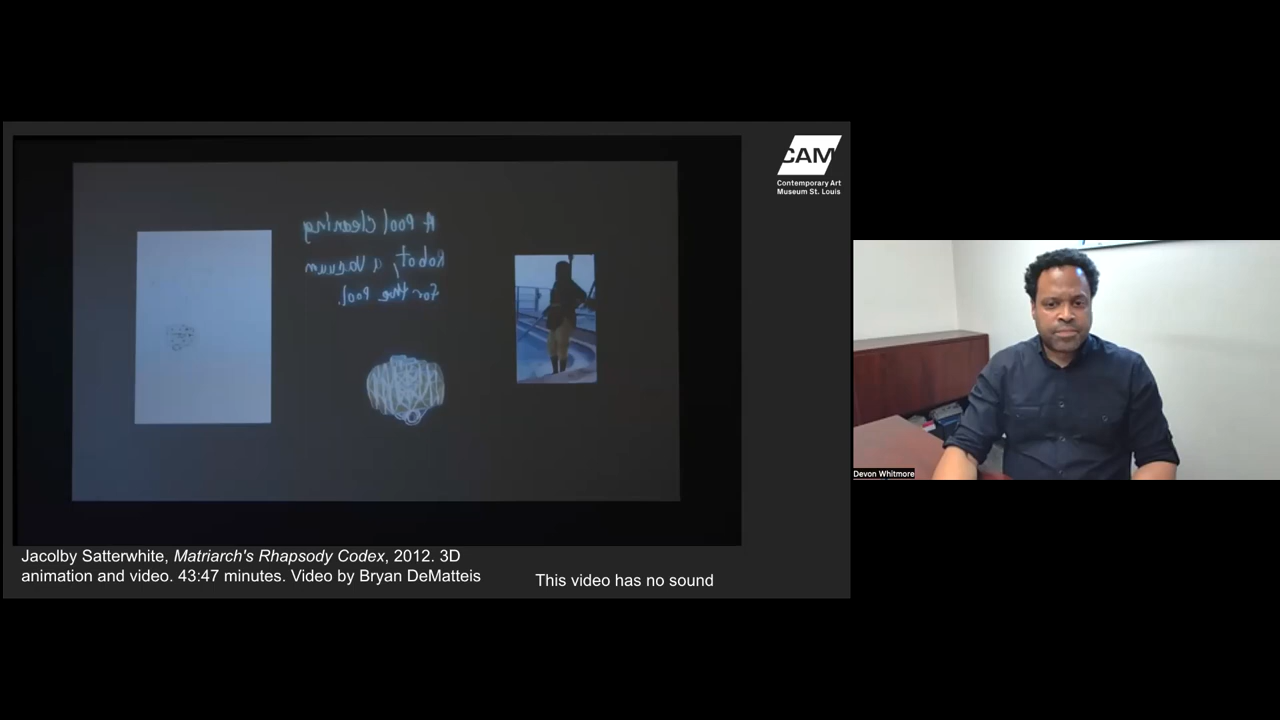 CAM
Contemporary Art
Museum St. Louis
A Pool Cleaning
Robot, a Vacuum
for the Pool.
Devon Whitmore
Jacolby Satterwhite, Matriarch's Rhapsody Codex, 2012. 3D
animation and video. 43:47 minutes. Video by Bryan DeMatteis
This video has no sound